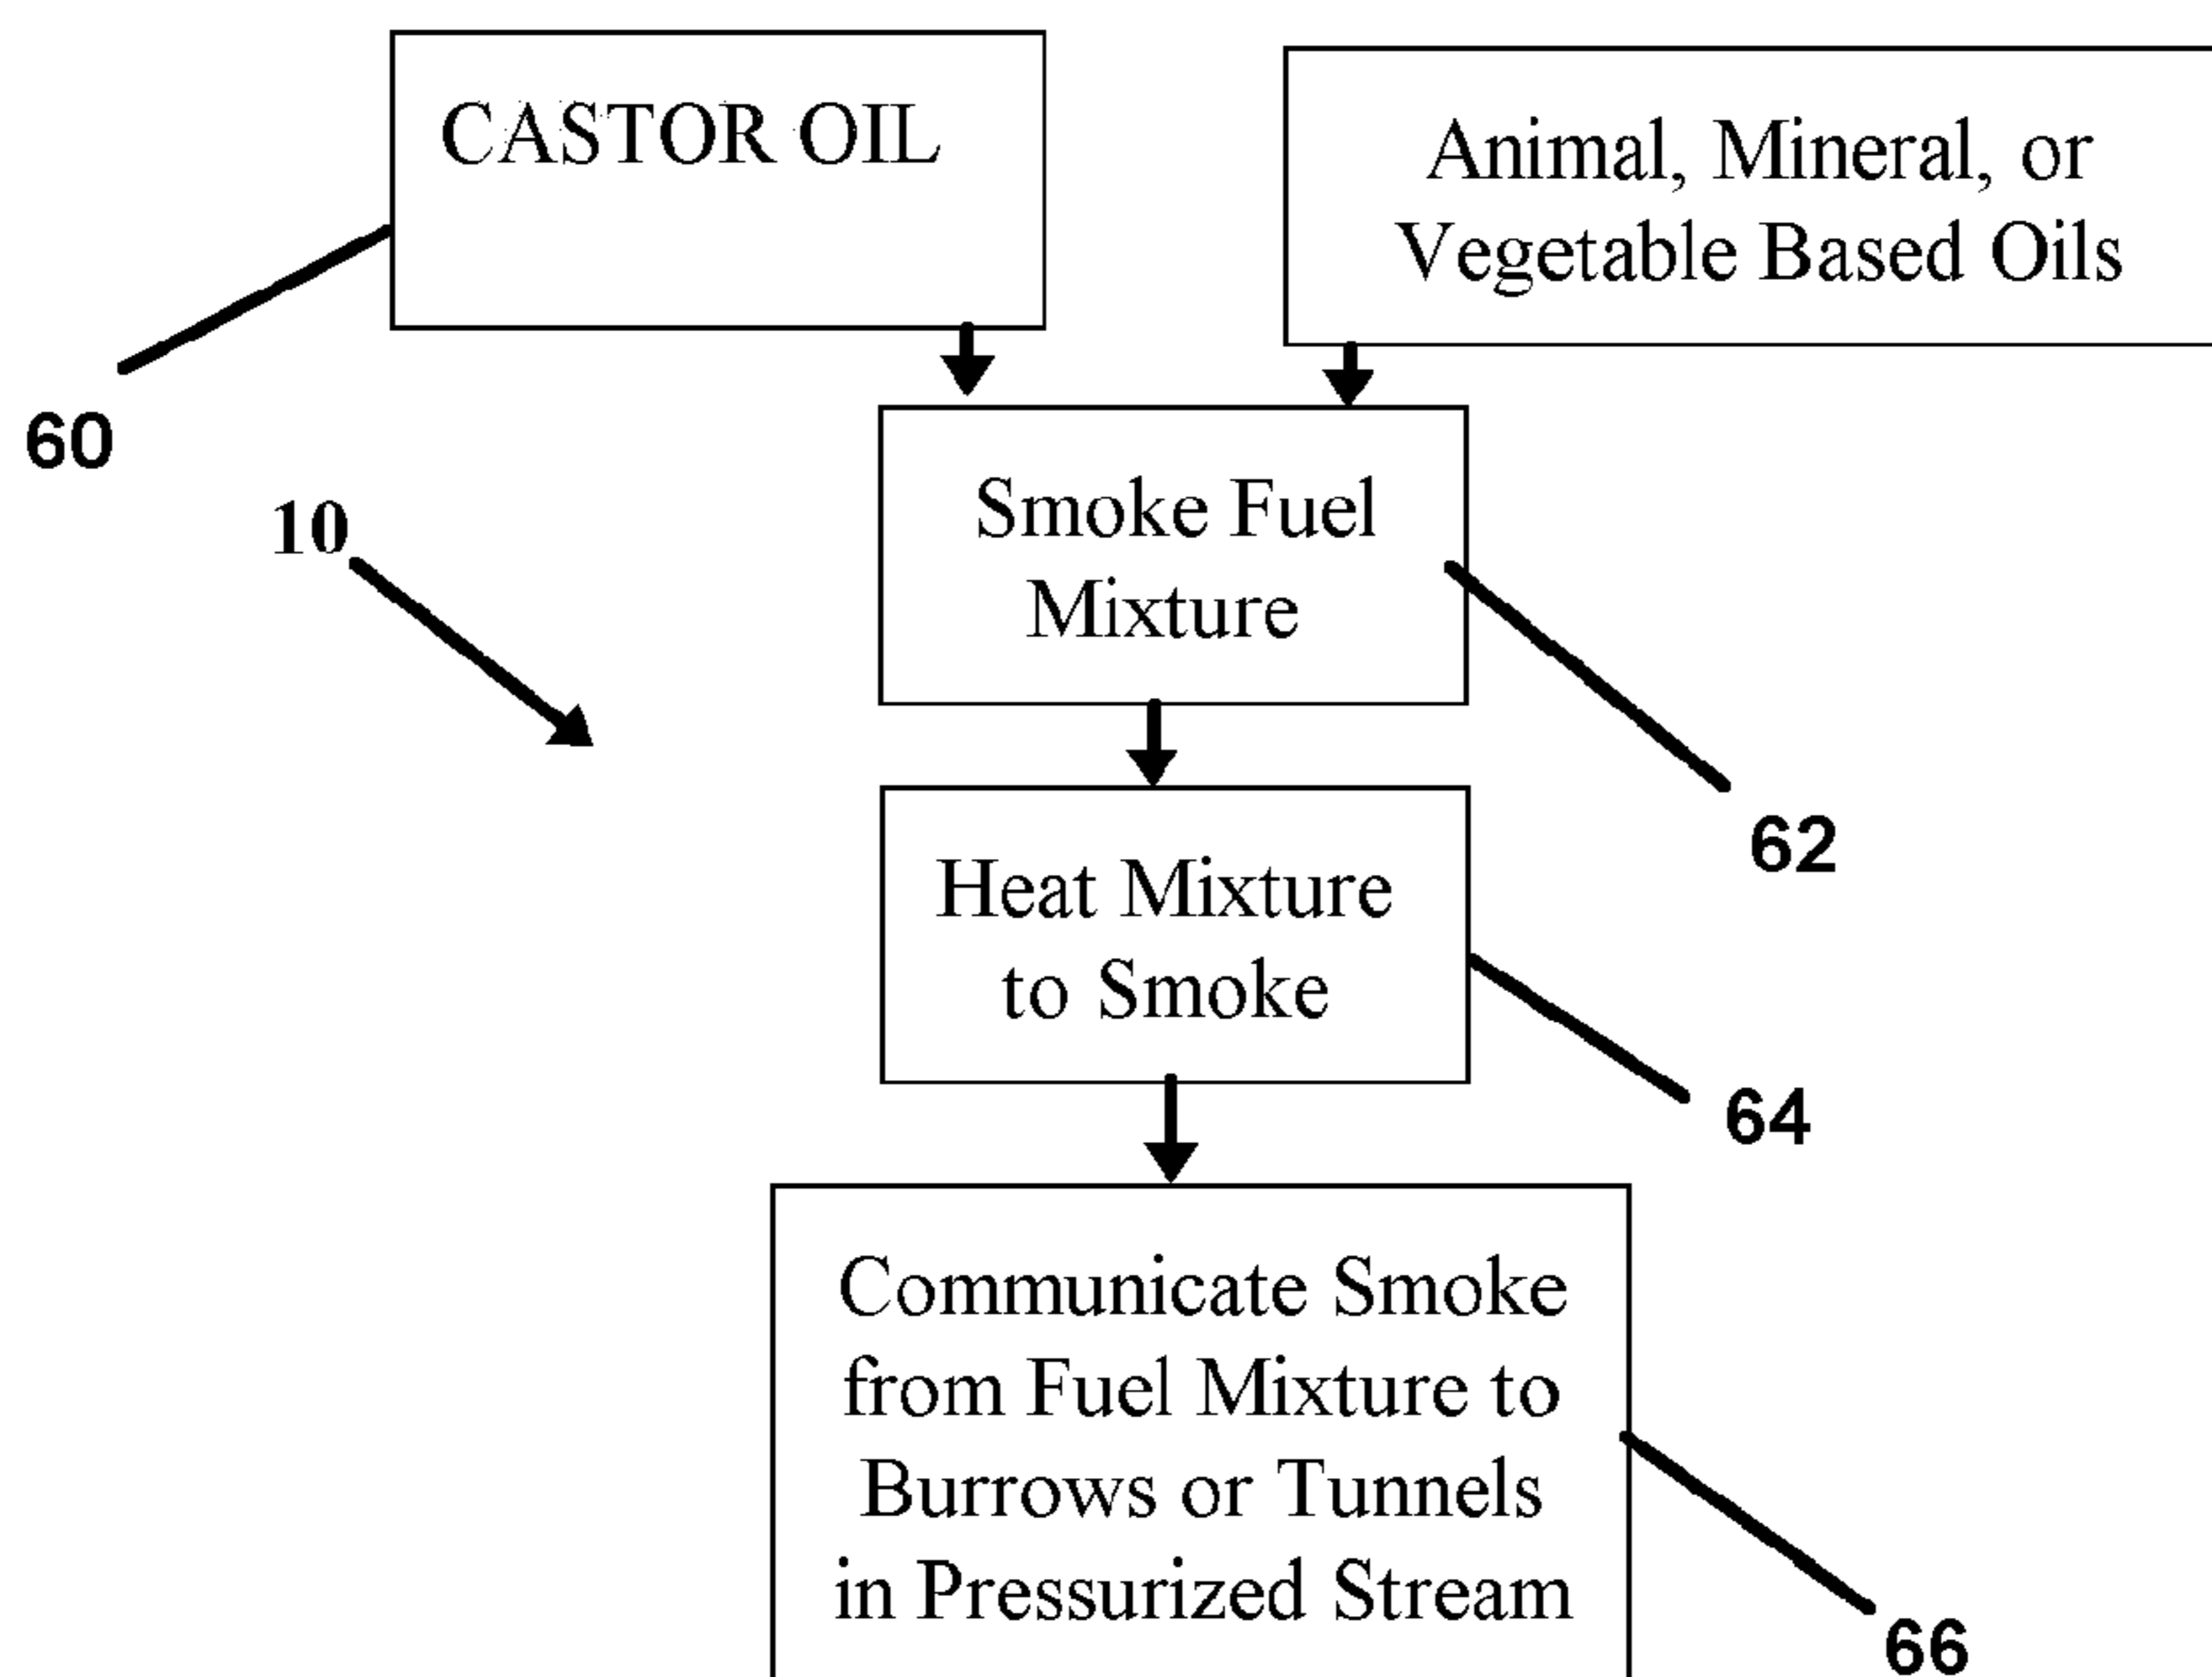 CASTOR OIL
Animal, Mineral, or
Vegetable Based Oils
60
10
Smoke Fuel
Mixture
62
Heat Mixture
to Smoke
64
Communicate Smoke
from Fuel Mixture to
Burrows or Tunnels
in Pressurized Stream
66